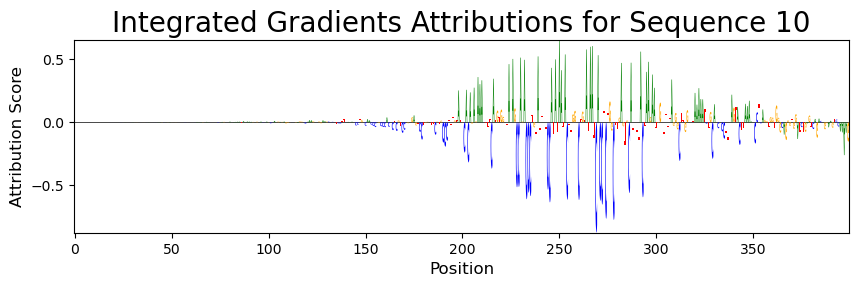 Integrated Gradients Attributions for Sequence 10
Attribution Score
0.5
0.0
−0.5
0 50 100 150 200 250 300 350
Position